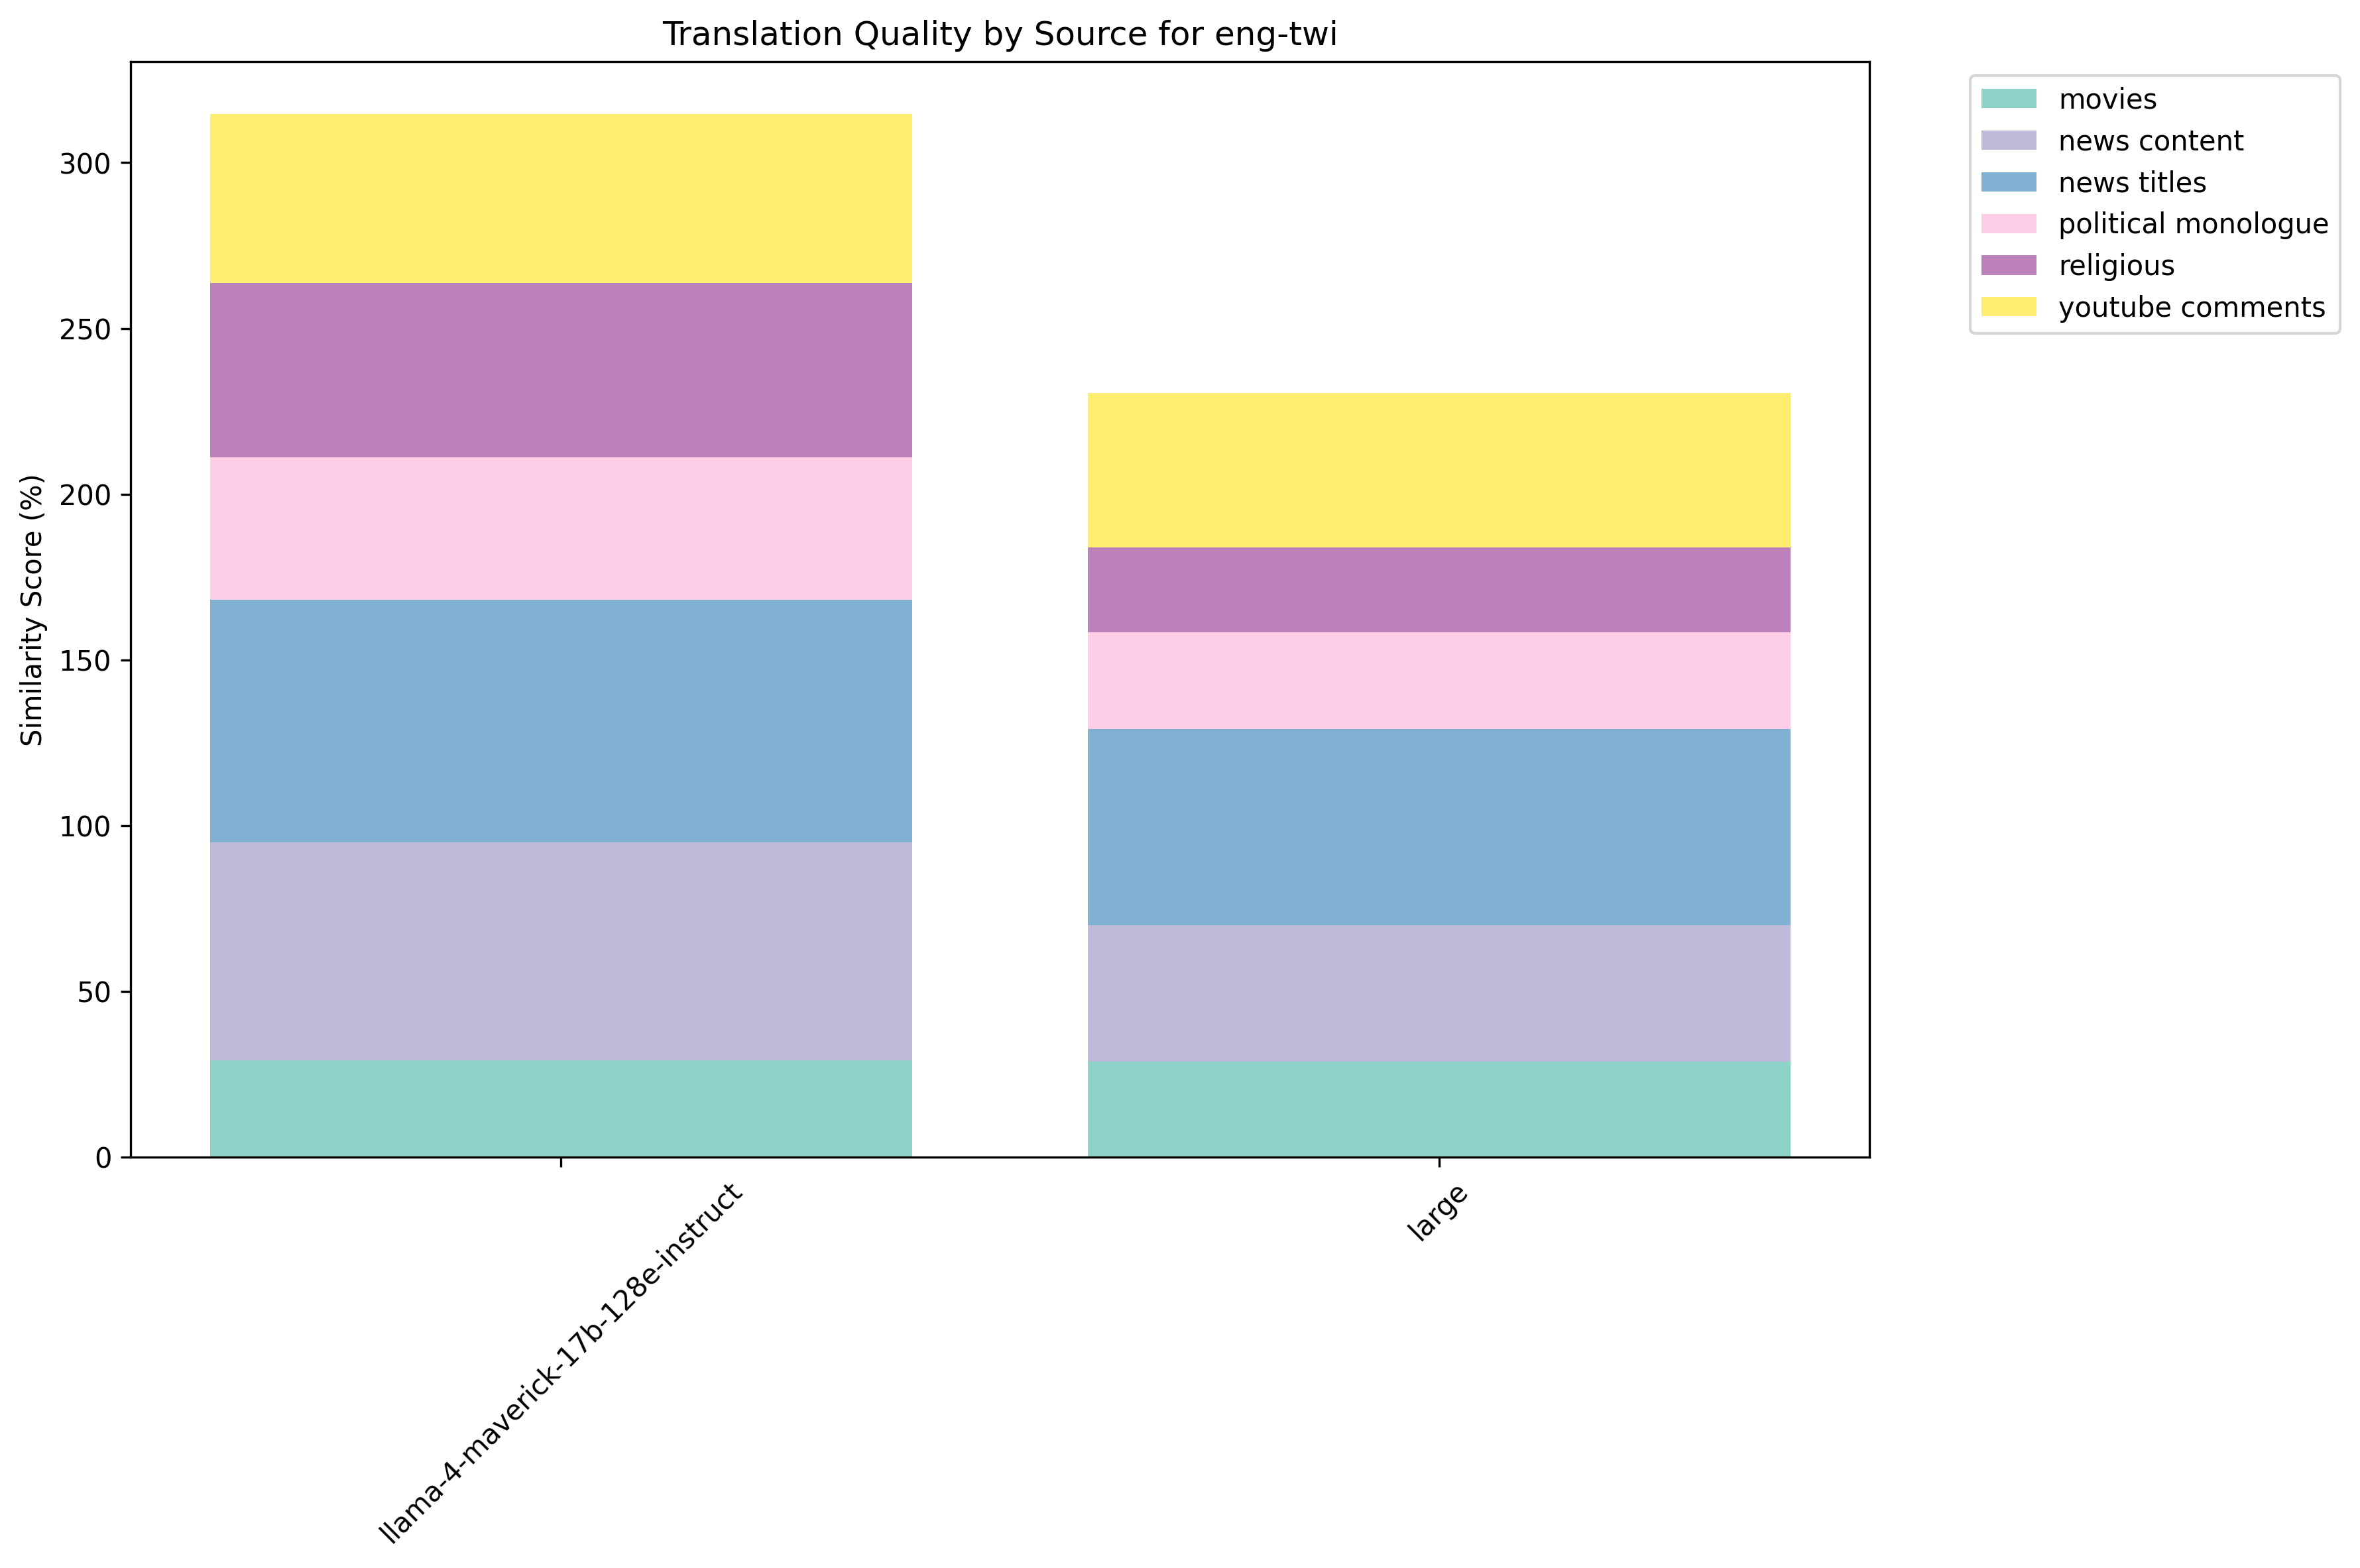 Translation Quality by Source for eng-twi
movies
news content
news titles
political monologue
religious
youtube comments
Similarity Score (%)
300
250
200
150
100
50
0
llama-4-maverick-17b-128e-instruct
large